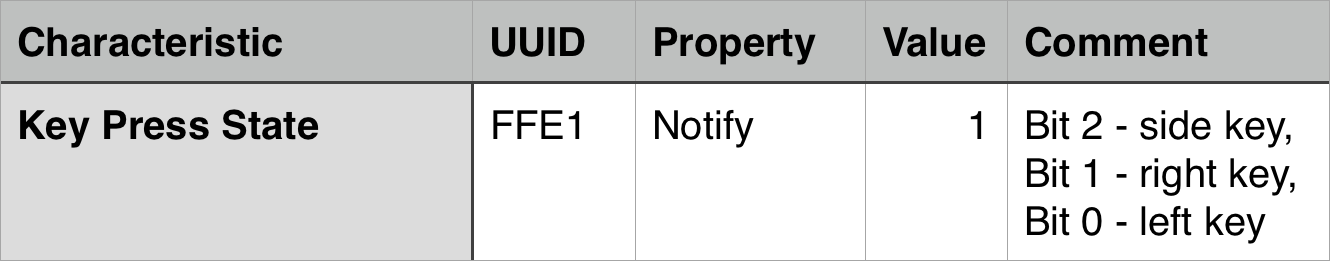 Characteristic UUID Property Value Comment
Key Press State FFE1 Notify 1 Bit 2 - side key,
Bit 1 - right key,
Bit 0 - left key